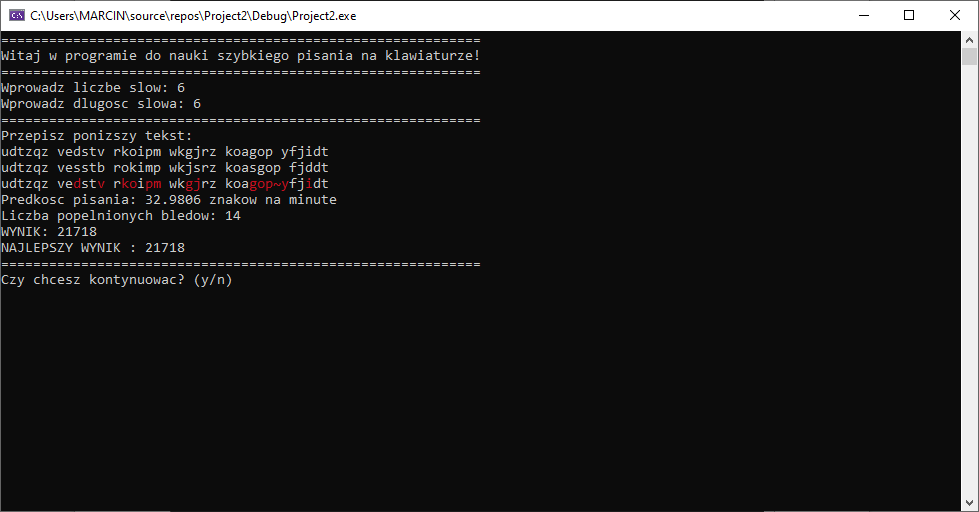 C:\Users\MARCIN\source\repos\Project2\Debug\Project2.exe
============================================================
Witaj w programie do nauki szybkiego pisania na klawiaturze!
============================================================
Wprowadz liczbe slow: 6
Wprowadz dlugosc slowa: 6
============================================================
Przepisz ponizszy tekst:
udtzqz vedstv rkoipm wkgjrz koagop yfjidt
udtzqz vesstb rokimp wkjsrz koasgop fjddt
udtzqz vedstv rkoipm wkgjrz koagop~yfjidt
Predkosc pisania: 32.9806 znakow na minute
Liczba popelnionych bledow: 14
WYNIK: 21718
NAJLEPSZY WYNIK : 21718
============================================================
Czy chcesz kontynuowac? (y/n)